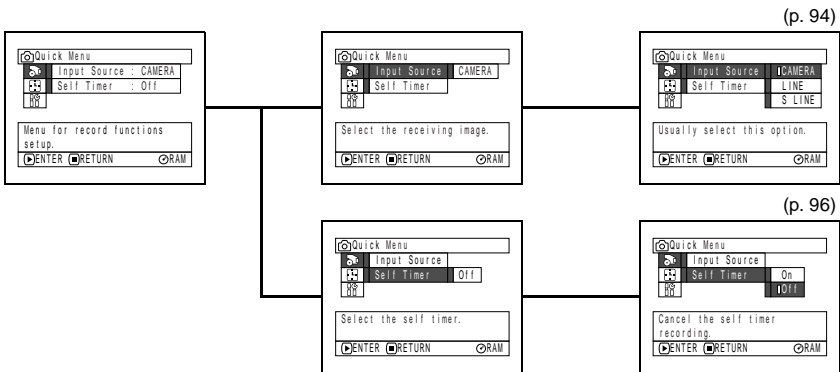 (p. 94)
Quick Menu
Input Source : CAMERA
Self Timer : Off
Menu for record functions
setup.
ENTER RETURN RAM
Quick Menu
Input Source CAMERA
Self Timer
Select the receiving image.
ENTER RETURN RAM
Quick Menu
Input Source CAMERA
Self Timer LINE
S LINE
Usually select this option.
ENTER RETURN RAM
(p. 96)
Quick Menu
Input Source
Self Timer Off
Select the self timer.
ENTER RETURN RAM
Quick Menu
Input Source
Self Timer On
Off
Cancel the self timer
recording.
ENTER RETURN RAM